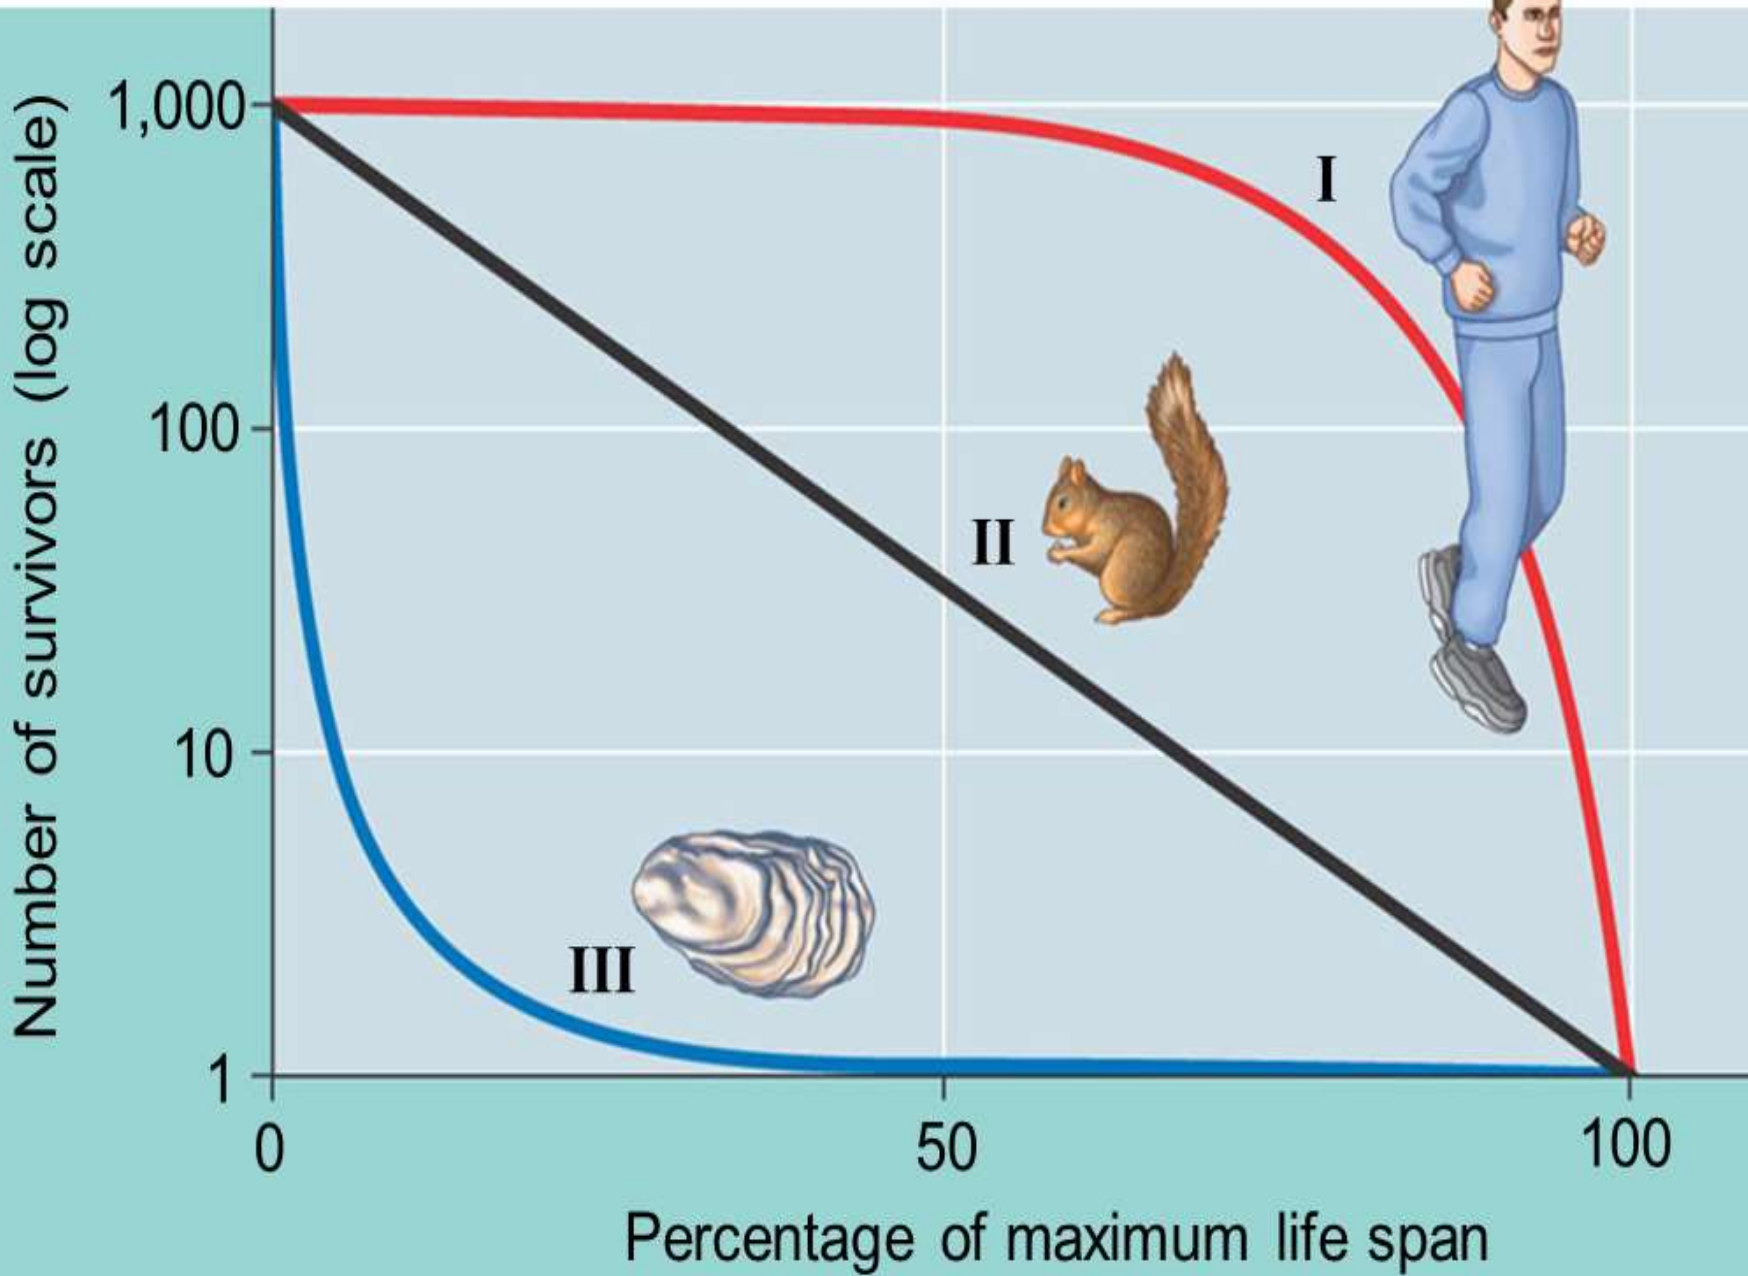 Number of survivors (log scale)
1,000
100
10
1
I
II
III
0
50
100
Percentage of maximum life span